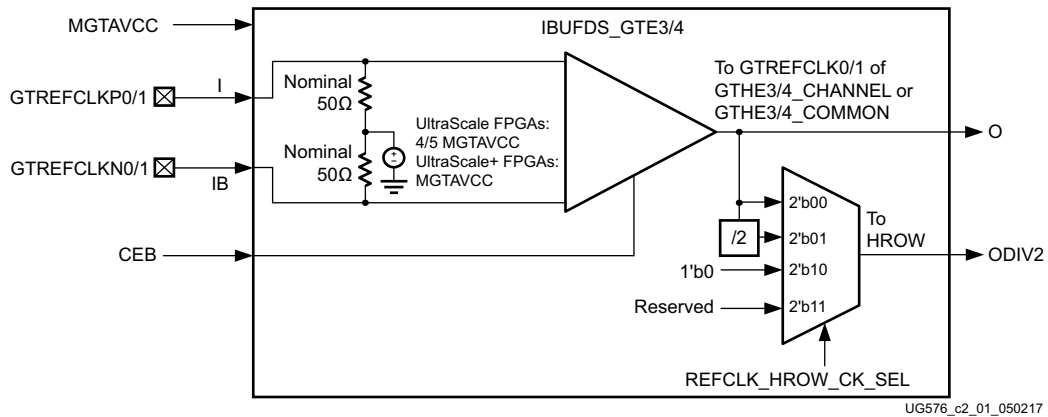 MGTAVCC
IBUFDS_GTE3/4
GTREFCLKP0/1
I
Nominal
50Ω
To GTREFCLK0/1 of
GTHE3/4_CHANNEL or
GTHE3/4_COMMON
O
UltraScale FPGAs:
4/5 MGTAVCC
UltraScale+ FPGAs:
MGTAVCC
+
−
Nominal
50Ω
GTREFCLKN0/1
IB
2'b00
/2
2'b01
To
HROW
CEB
ODIV2
1'b0
2'b10
Reserved
2'b11
REFCLK_HROW_CK_SEL
UG576_c2_01_050217